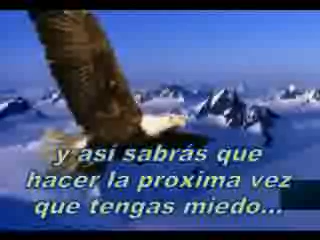 y así sabrás que
hacer la proxima vez
que tengas miedo...